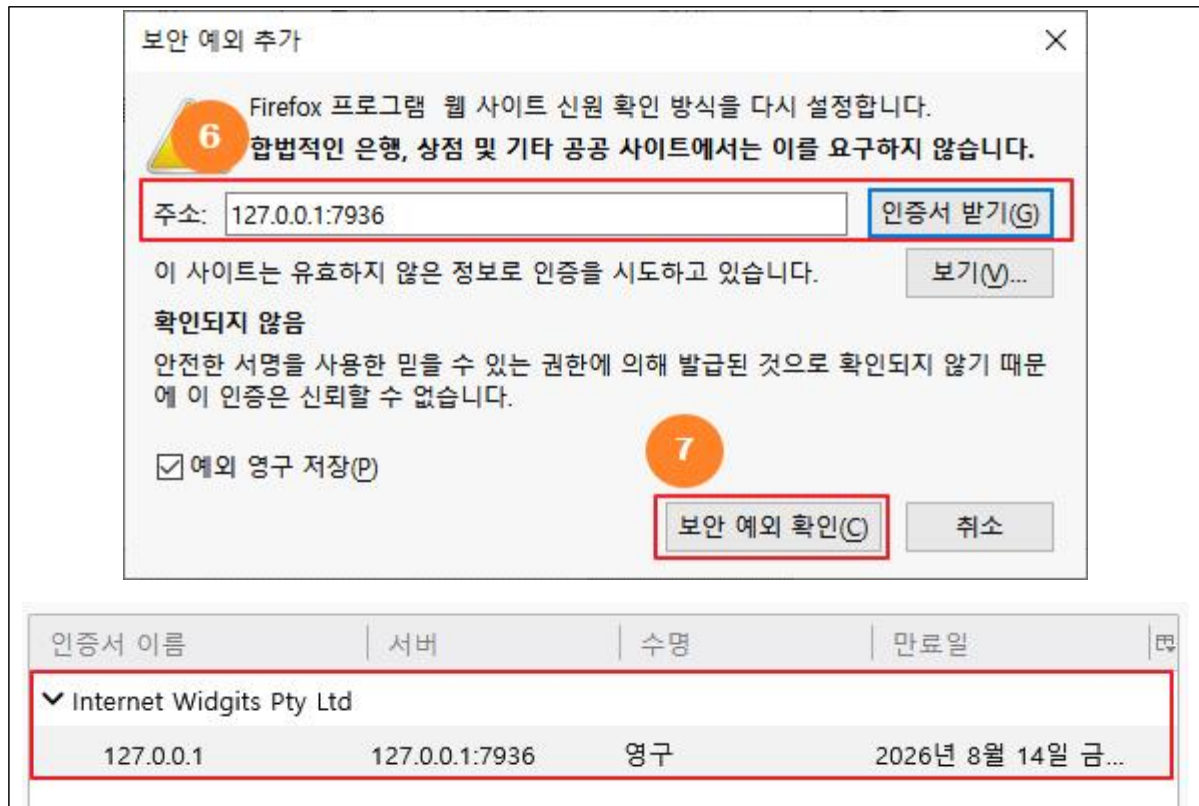 보안 예외 추가
Firefox 프로그램 웹 사이트 신원 확인 방식을 다시 설정합니다.
6
합법적인 은행, 상점 및 기타 공공 사이트에서는 이를 요구하지 않습니다.
주소: 127.0.0.1:7936 인증서 받기(G)
이 사이트는 유효하지 않은 정보로 인증을 시도하고 있습니다. 보기(V)...
확인되지 않음
안전한 서명을 사용한 믿을 수 있는 권한에 의해 발급된 것으로 확인되지 않기 때문
에 이 인증은 신뢰할 수 없습니다.
7
예외 영구 저장(P)
보안 예외 확인(C) 취소
인증서 이름 서버 수명 만료일
Internet Widgits Pty Ltd
127.0.0.1 127.0.0.1:7936 영구 2026년 8월 14일 금...